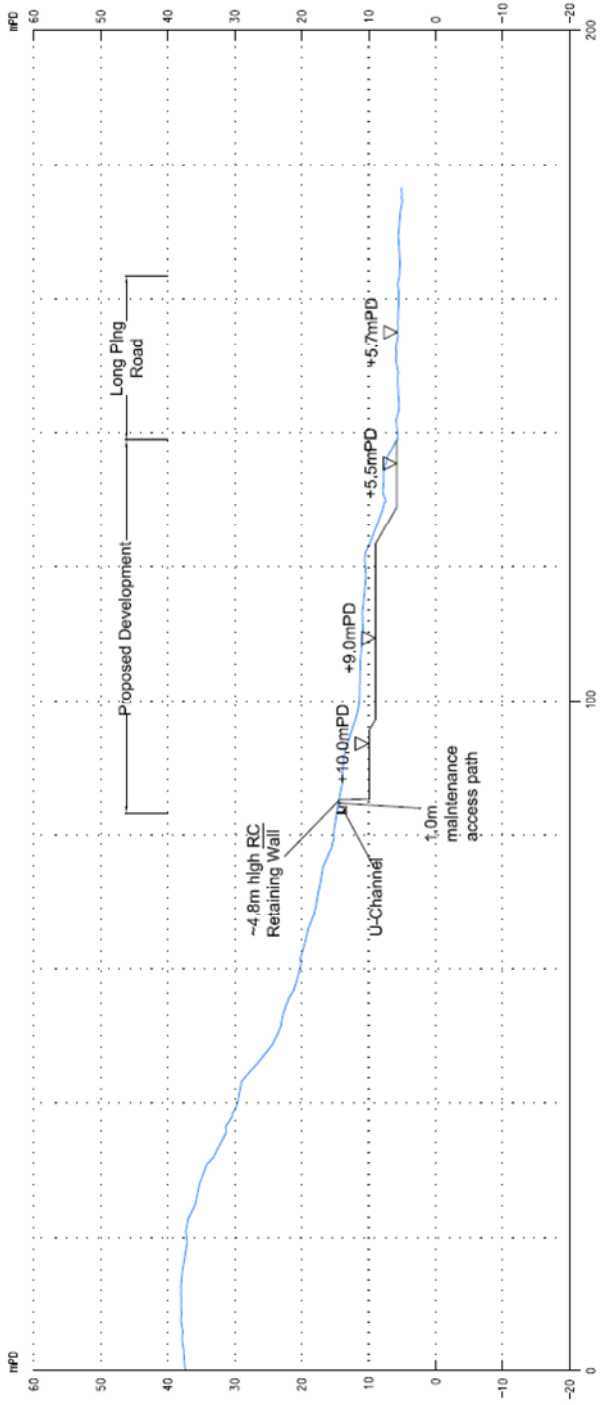 mPD
60
50
40
30
20
10
0
-10
-20
mPD
60
50
40
30
20
10
0
-10
-20
0
100
200
Proposed Development
Long Ping
Road
~4.8m high RC
Retaining Wall
U-Channel
1.0m
maintenance
access path
+10.0mPD
+9.0mPD
+5.5mPD
+5.7mPD